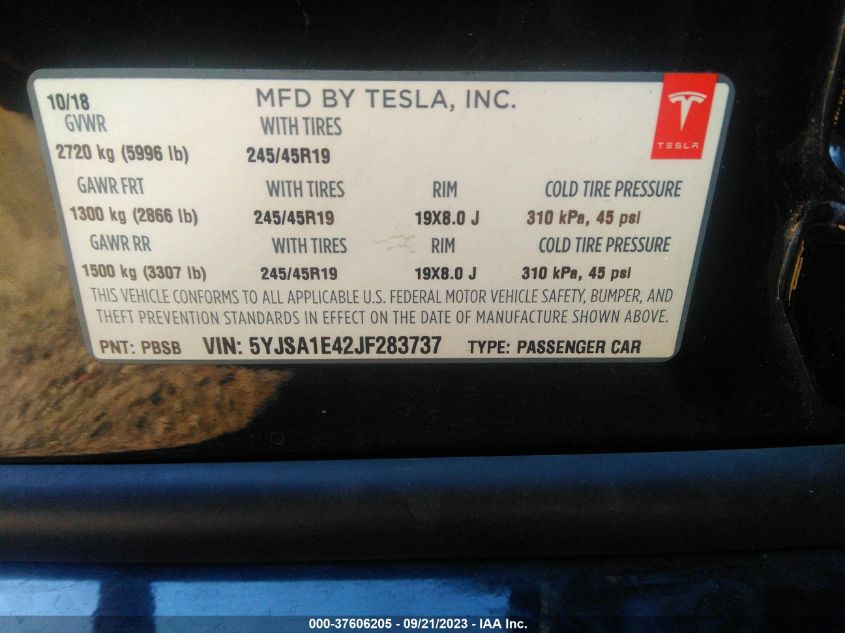 10/18 MFD BY TESLA, INC.
GVWR WITH TIRES
TESLA
2720 kg (5996 lb) 245/45R19
GAWR FRT WITH TIRES RIM COLD TIRE PRESSURE
1300 kg (2866 lb) 245/45R19 19X8.0 J 310 kPa, 45 psi
GAWR RR WITH TIRES RIM COLD TIRE PRESSURE
1500 kg (3307 lb) 245/45R19 19X8.0 J 310 kPa, 45 psi
THIS VEHICLE CONFORMS TO ALL APPLICABLE U.S. FEDERAL MOTOR VEHICLE SAFETY, BUMPER, AND
THEFT PREVENTION STANDARDS IN EFFECT ON THE DATE OF MANUFACTURE SHOWN ABOVE.
PNT: PBSB VIN: 5YJSA1E42JF283737 TYPE: PASSENGER CAR
000-37606205 - 09/21/2023 - IAA Inc.